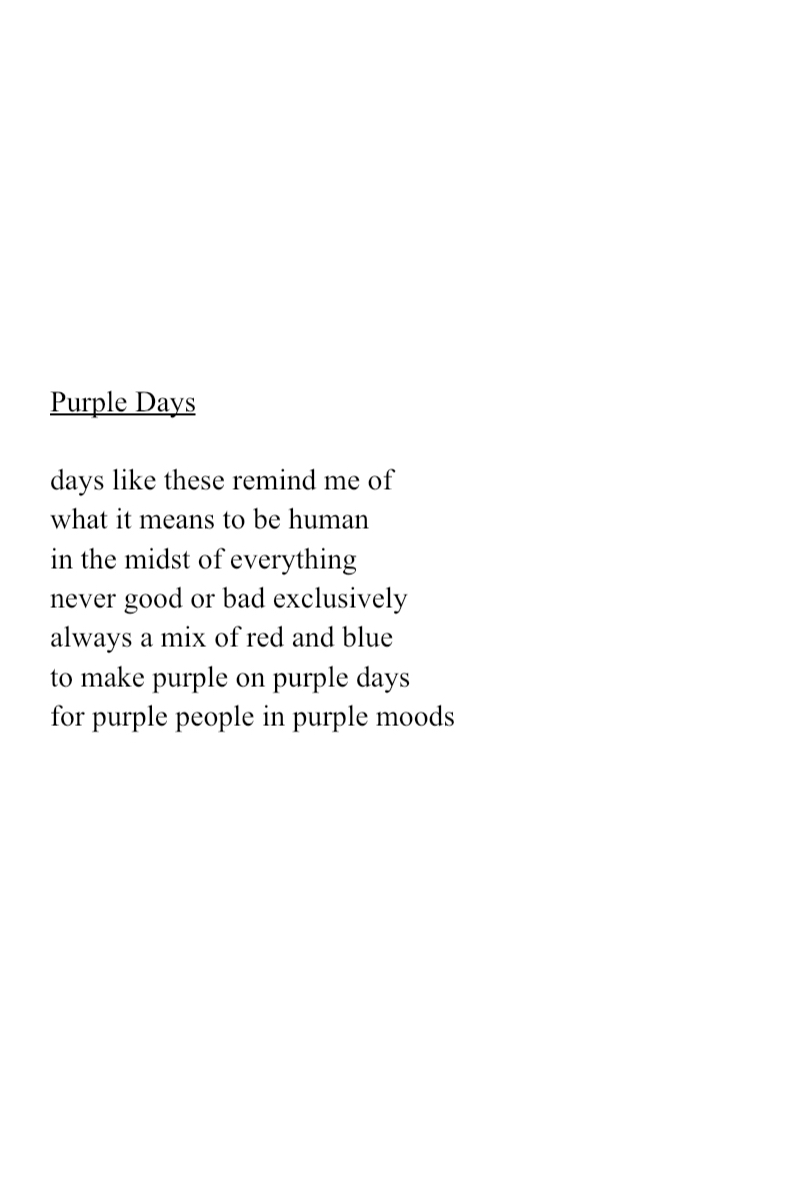 Purple Days
days like these remind me of
what it means to be human
in the midst of everything
never good or bad exclusively
always a mix of red and blue
to make purple on purple days
for purple people in purple moods